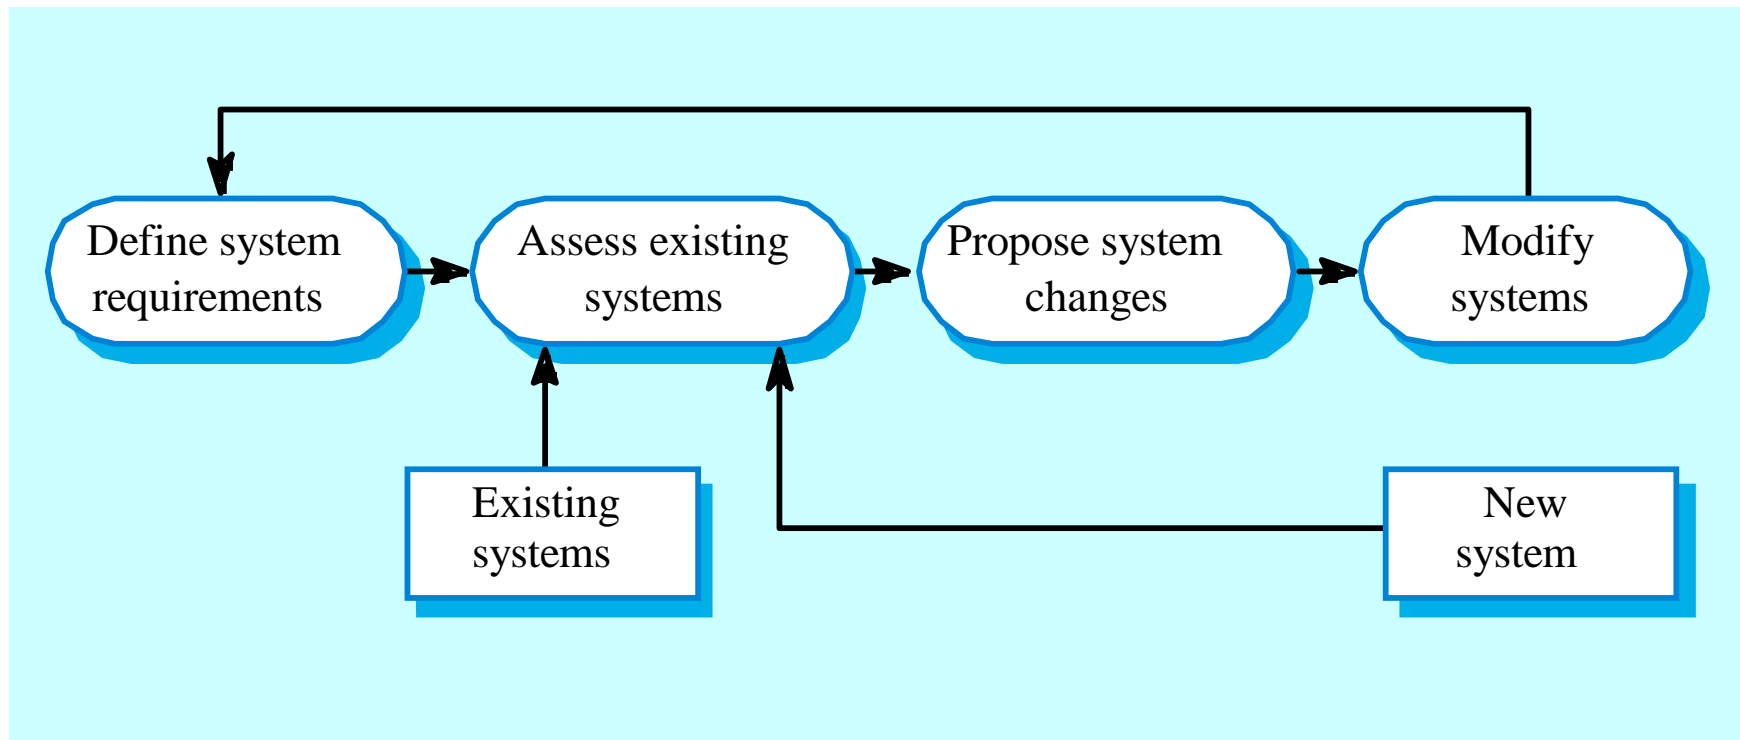 Define system
requirements
Assess existing
systems
Propose system
changes
Modify
systems
Existing
systems
New
system